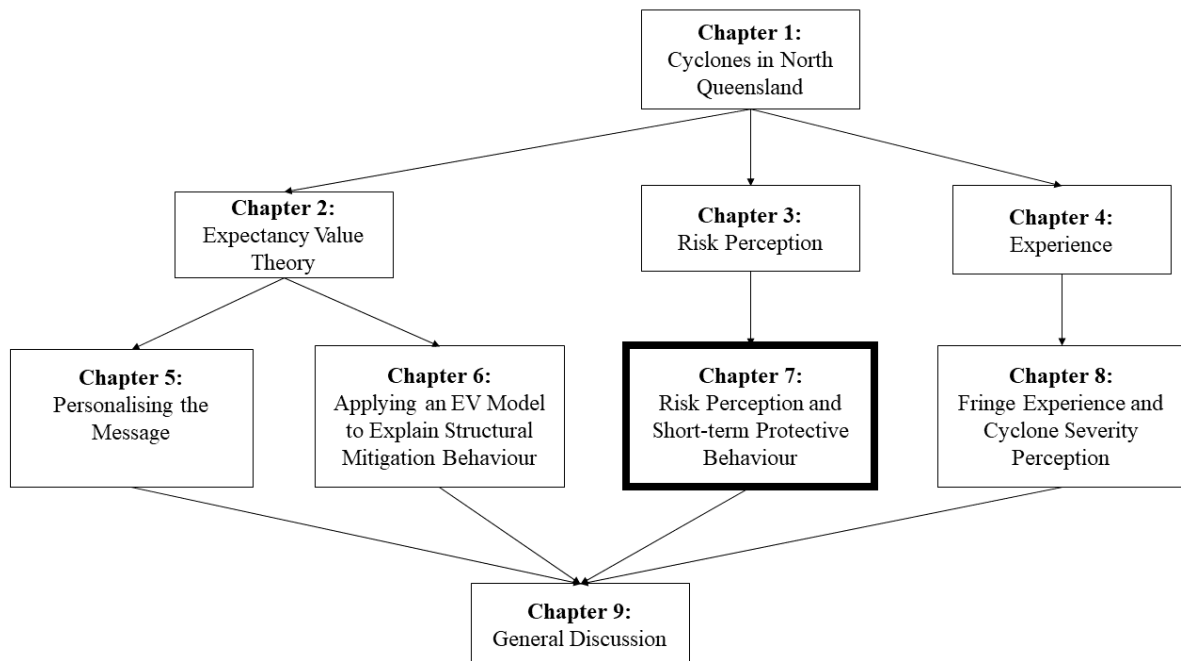 Chapter 1:
Cyclones in North
Queensland
Chapter 2:
Expectancy Value
Theory
Chapter 3:
Risk Perception
Chapter 4:
Experience
Chapter 5:
Personalising the
Message
Chapter 6:
Applying an EV Model
to Explain Structural
Mitigation Behaviour
Chapter 7:
Risk Perception and
Short-term Protective
Behaviour
Chapter 8:
Fringe Experience and
Cyclone Severity
Perception
Chapter 9:
General Discussion